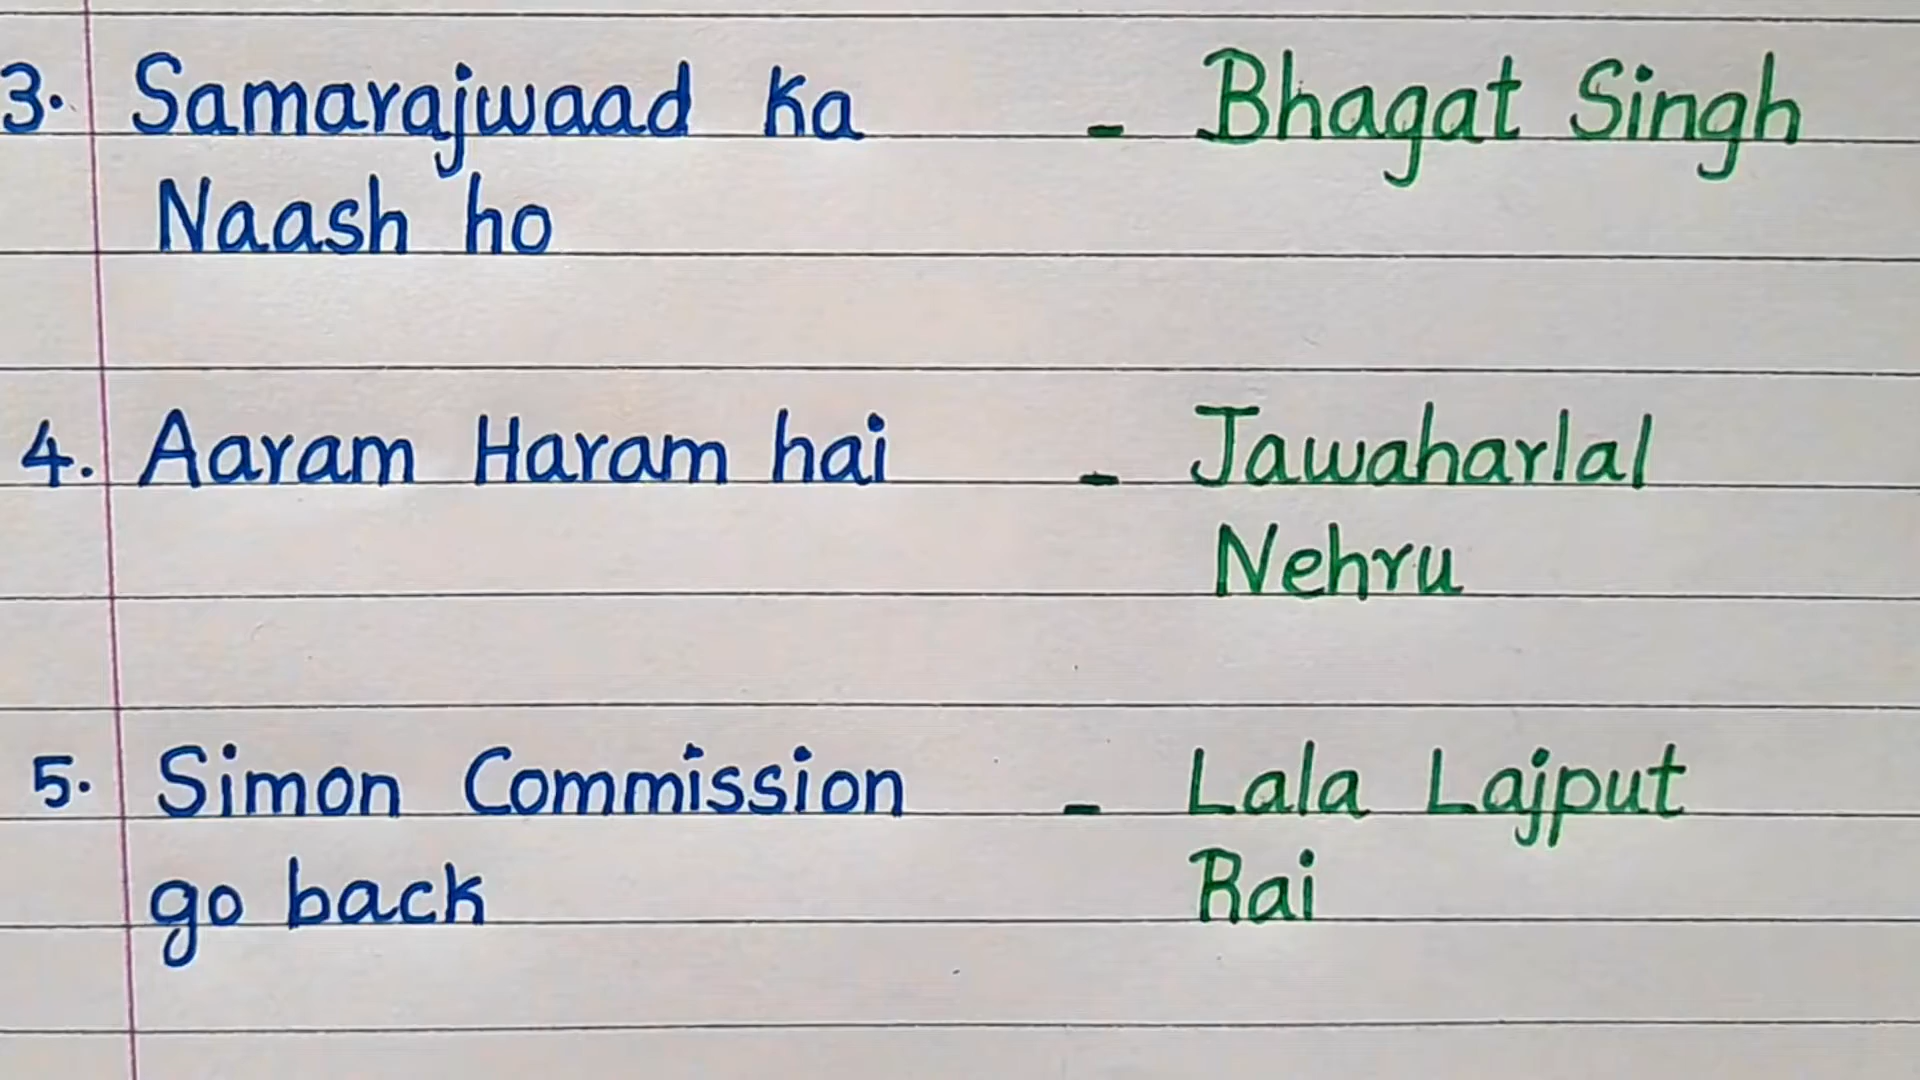 3. Samarajwaad Ka - Bhagat Singh
Naash ho
4. Aaram Haram hai - Jawaharlal
Nehru
5. Simon Commission - Lala Lajput
go back Rai